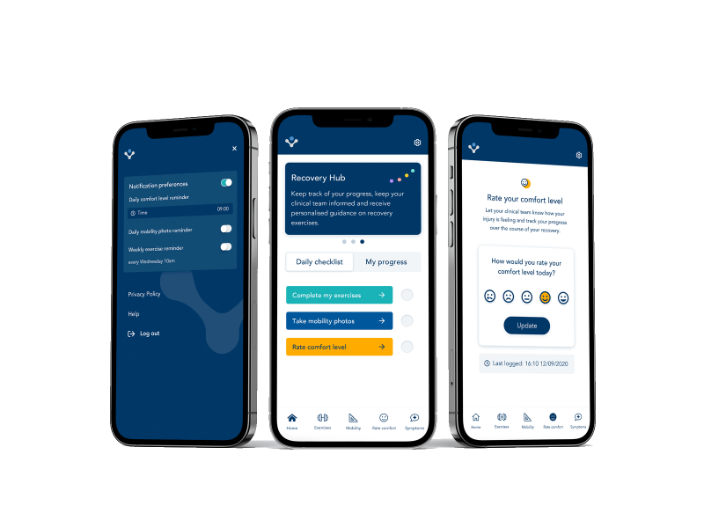 Notification preferences
Daily comfort level reminder
Time 09:00
Daily mobility photo reminder
Weekly exercise reminder
every Wednesday 10am
Privacy Policy
Help
Log out
Recovery Hub
Keep track of your progress, keep your
clinical team informed and receive
personalised guidance on recovery
exercises.
Daily checklist My progress
Complete my exercises
Take mobility photos
Rate comfort level
Home Exercises Mobility Rate comfort Symptoms
Rate your comfort level
Let your clinical team know how your
injury is feeling and track your progress
over the course of your recovery.
How would you rate your
comfort level today?
Update
Last logged: 16:10 12/09/2020
Home Exercises Mobility Rate comfort Symptoms